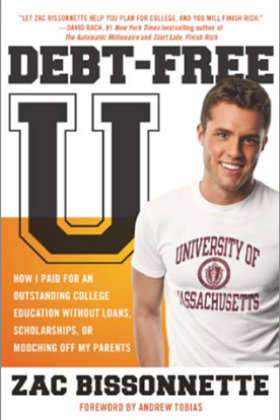 "LET ZAC BISSONNETTE HELP YOU PLAN FOR COLLEGE, AND YOU WILL FINISH RICH."
—DAVID BACH, #1 New York Times bestselling author of
The Automatic Millionaire and Start Late, Finish Rich
DEBT-FREE
U
UNIVERSITY OF
MASSACHUSETTS
HOW I PAID FOR AN
OUTSTANDING COLLEGE
EDUCATION WITHOUT LOANS,
SCHOLARSHIPS, OR
MOOCHING OFF MY PARENTS
ZAC BISSONNETTE
FOREWORD BY ANDREW TOBIAS